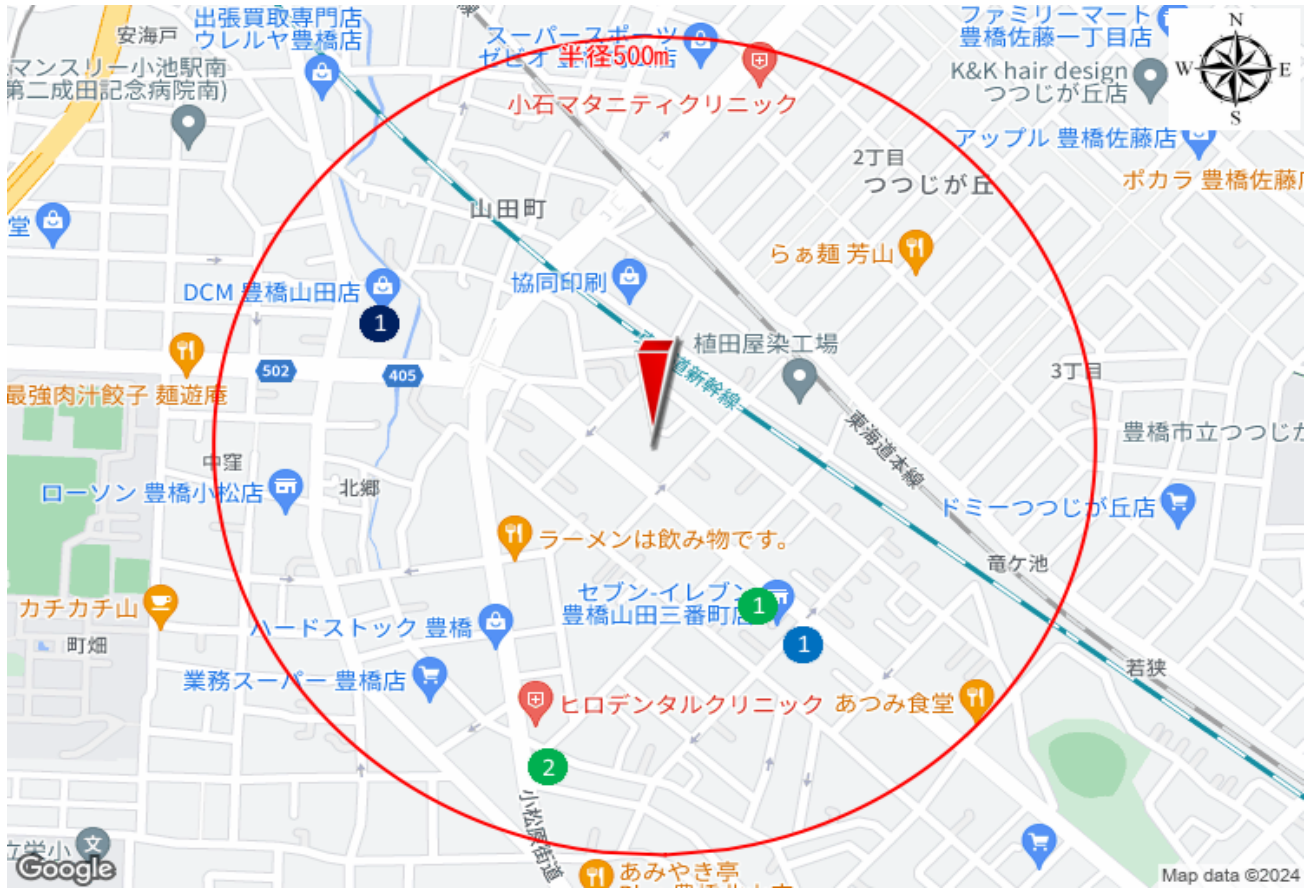 出張買取専門店
ウレルヤ豊橋店
安海戸
スーパースポーツ
ゼビオ
店
半径500m
ファミリーマート
豊橋佐藤一丁目店
N
W
E
S
マンスリー小池駅南
第二成田記念病院南)
小石マタニティクリニック
K&K hair design
つつじが丘店
アップル 豊橋佐藤店
2丁目
つつじが丘
ポカラ 豊橋佐藤
山田町
堂
らぁ麺 芳山
DCM 豊橋山田店
協同印刷
1
植田屋染工場
道新幹線
502
405
3丁目
最強肉汁餃子 麺遊庵
東海道本線
豊橋市立つつじか
中窪
ローソン 豊橋小松店
北郷
ドミーつつじが丘店
ラーメンは飲み物です。
竜ケ池
セブン-イレブン
豊橋山田三番町店
1
カチカチ山
ハードストック 豊橋
1
町畑
業務スーパー 豊橋店
若狭
ヒロデンタルクリニック
あつみ食堂
2
小松原街道
立栄小
文
Google
あみやき亭
Map data ©2024